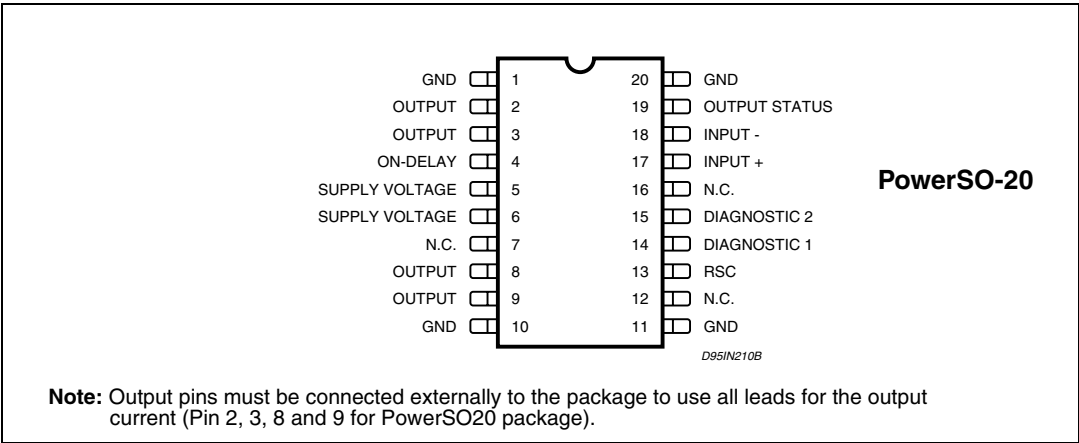 GND 1 20 GND
OUTPUT 2 19 OUTPUT STATUS
OUTPUT 3 18 INPUT -
ON-DELAY 4 17 INPUT +
SUPPLY VOLTAGE 5 16 N.C.
SUPPLY VOLTAGE 6 15 DIAGNOSTIC 2
N.C. 7 14 DIAGNOSTIC 1
OUTPUT 8 13 RSC
OUTPUT 9 12 N.C.
GND 10 11 GND
PowerSO-20
D95IN210B
Note: Output pins must be connected externally to the package to use all leads for the output
current (Pin 2, 3, 8 and 9 for PowerSO20 package).